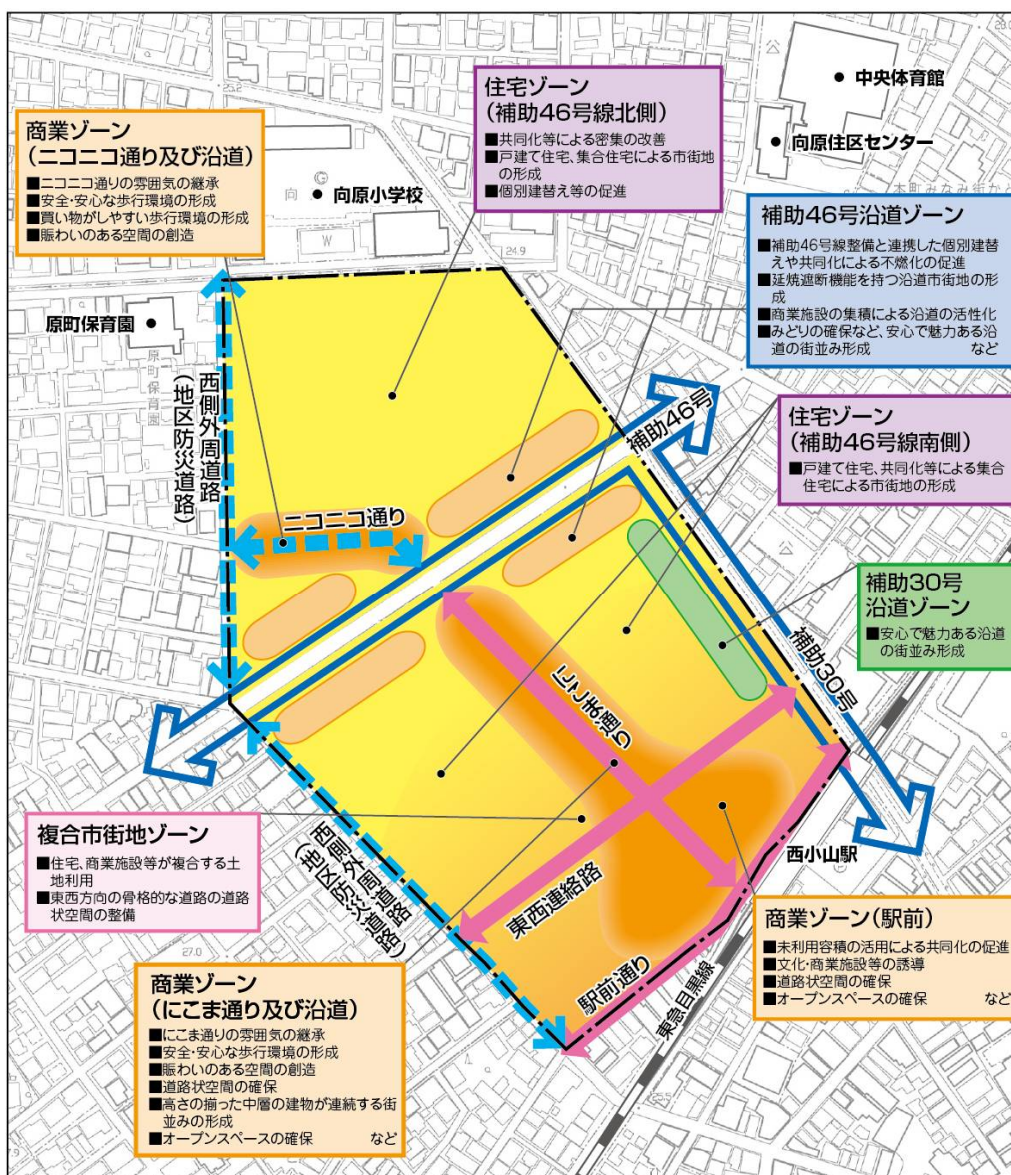 中央体育館
向原住区センター
公
25.2
本町みなみ街か
商業ゾーン
(ニコニコ通り及び沿道)
■ニコニコ通りの雰囲気の継承
■安全・安心な歩行環境の形成
■買い物がしやすい歩行環境の形成
■賑わいのある空間の創造
住宅ゾーン
(補助46号線北側)
■共同化等による密集の改善
■戸建て住宅、集合住宅による市街地
の形成
■個別建替え等の促進
向
向原小学校
W
24.9
補助46号沿道ゾーン
■補助46号線整備と連携した個別建替
えや共同化による不燃化の促進
■延焼遮断機能を持つ沿道市街地の形
成
■商業施設の集積による沿道の活性化
■みどりの確保など、安心で魅力ある沿
道の街並み形成 など
原町保育園
原町保育園
西側外周道路
(地区防災道路)
補助46号
住宅ゾーン
(補助46号線南側)
■戸建て住宅、共同化等による集合
住宅による市街地の形成
ニコニコ通り
補助30号
沿道ゾーン
■安心で魅力ある沿道
の街並み形成
補助30号
にこま通り
複合市街地ゾーン
■住宅、商業施設等が複合する土
地利用
■東西方向の骨格的な道路の道路
状空間の整備
西側外周道路
(地区防災道路)
東西連絡路
西小山駅
駅前通り
東急目黒線
商業ゾーン(駅前)
■未利用容積の活用による共同化の促進
■文化・商業施設等の誘導
■道路状空間の確保
■オープンスペースの確保 など
27.0
商業ゾーン
(にこま通り及び沿道)
■にこま通りの雰囲気の継承
■安全・安心な歩行環境の形成
■賑わいのある空間の創造
■道路状空間の確保
■高さの揃った中層の建物が連続する街
並みの形成
■オープンスペースの確保 など
25.5